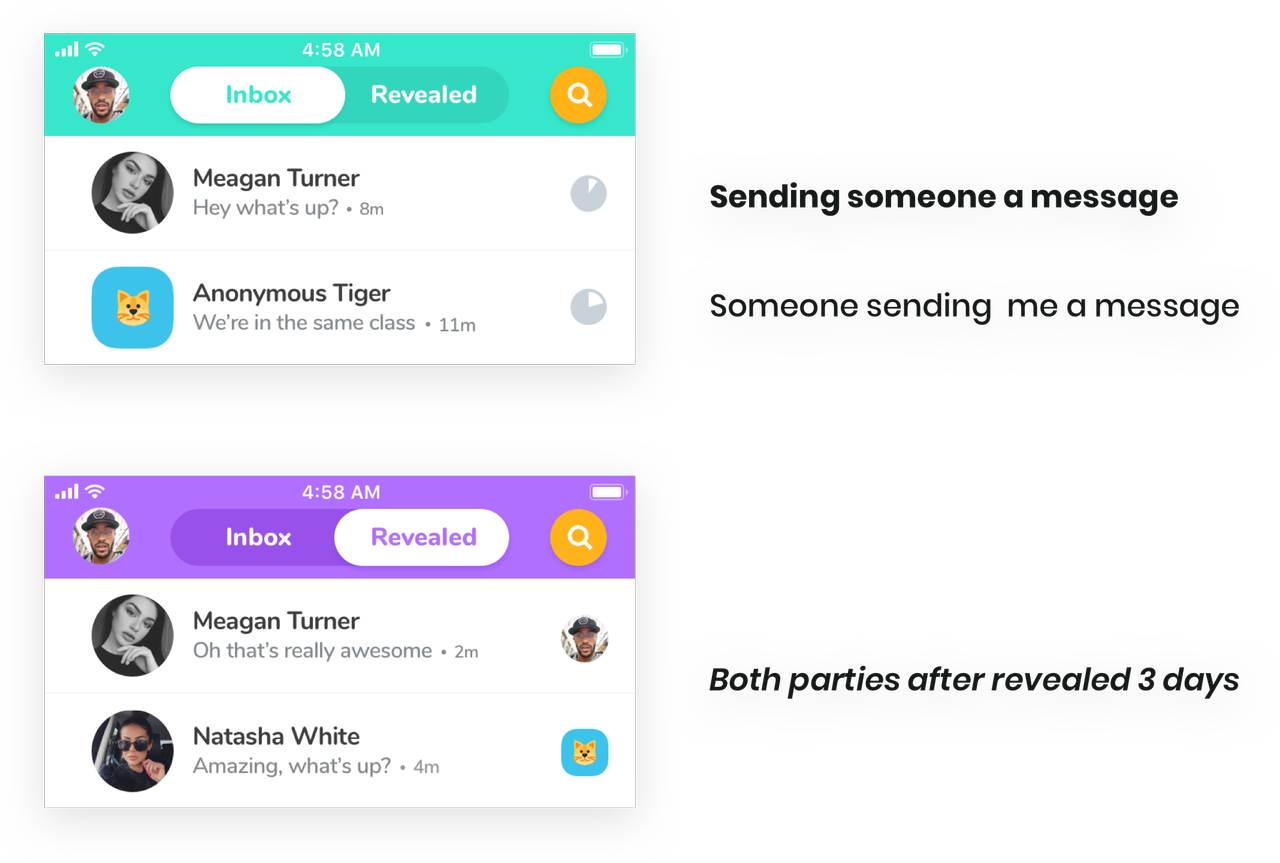 4:58 AM
Inbox Revealed
Meagan Turner
Hey what's up? • 8m
Sending someone a message
Anonymous Tiger
We're in the same class • 11m
Someone sending  me a message
4:58 AM
Inbox Revealed
Meagan Turner
Oh that's really awesome • 2m
Both parties after revealed 3 days
Natasha White
Amazing, what's up? • 4m